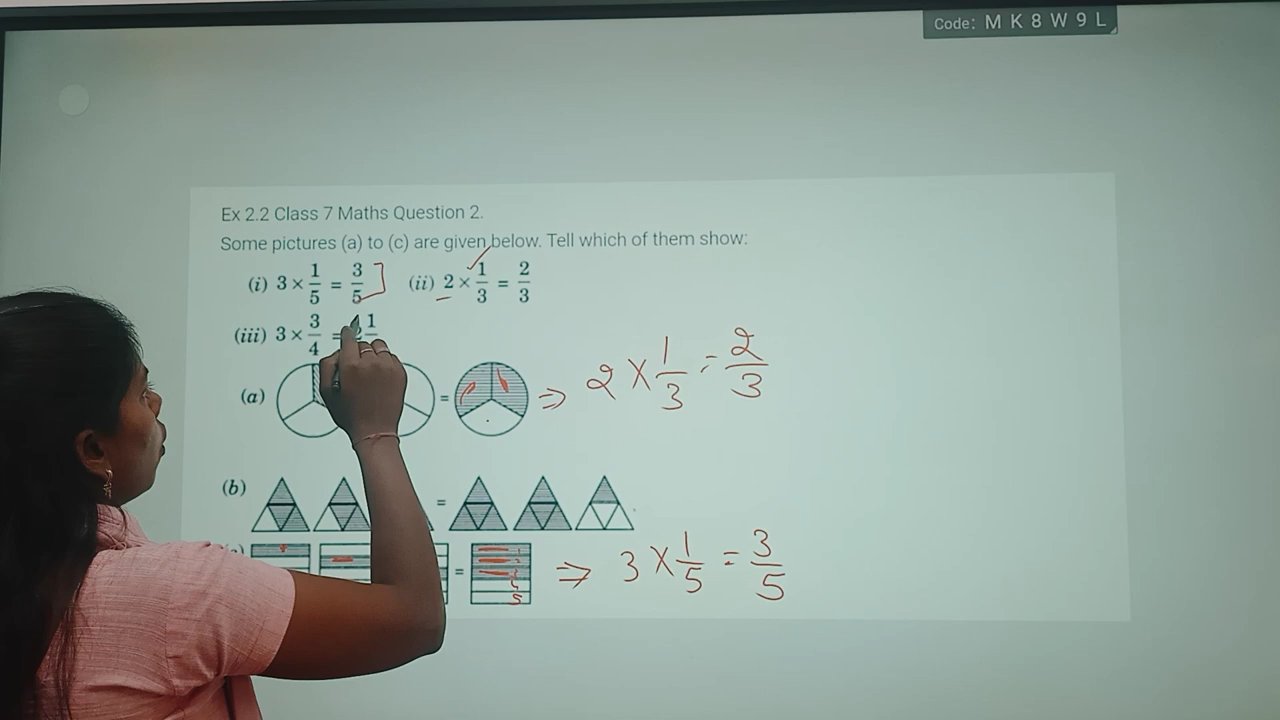 Code: M K 8 W 9 L
Ex 2.2 Class 7 Maths Question 2.
Some pictures (a) to (c) are given below. Tell which of them show:
(i) 3 × 1/5 = 3/5 (ii) 2 × 1/3 = 2/3
(iii) 3 × 3/4 = 1
(a) = ⇒ 2 × 1/3 = 2/3
(b) =
= ⇒ 3 × 1/5 = 3/5
5